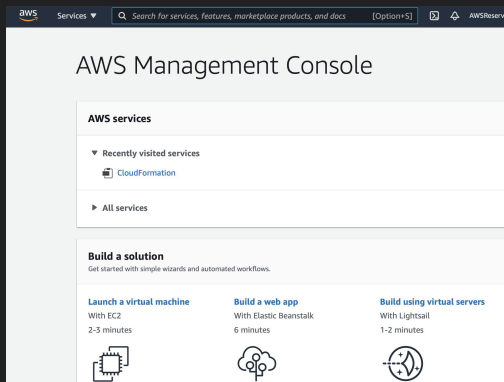 aws
Services ▼
Search for services, features, marketplace products, and docs [Option+S]
AWSReserv
AWS Management Console
AWS services
▼ Recently visited services
CloudFormation
▶ All services
Build a solution
Get started with simple wizards and automated workflows.
Launch a virtual machine
With EC2
2-3 minutes
Build a web app
With Elastic Beanstalk
6 minutes
Build using virtual servers
With Lightsail
1-2 minutes